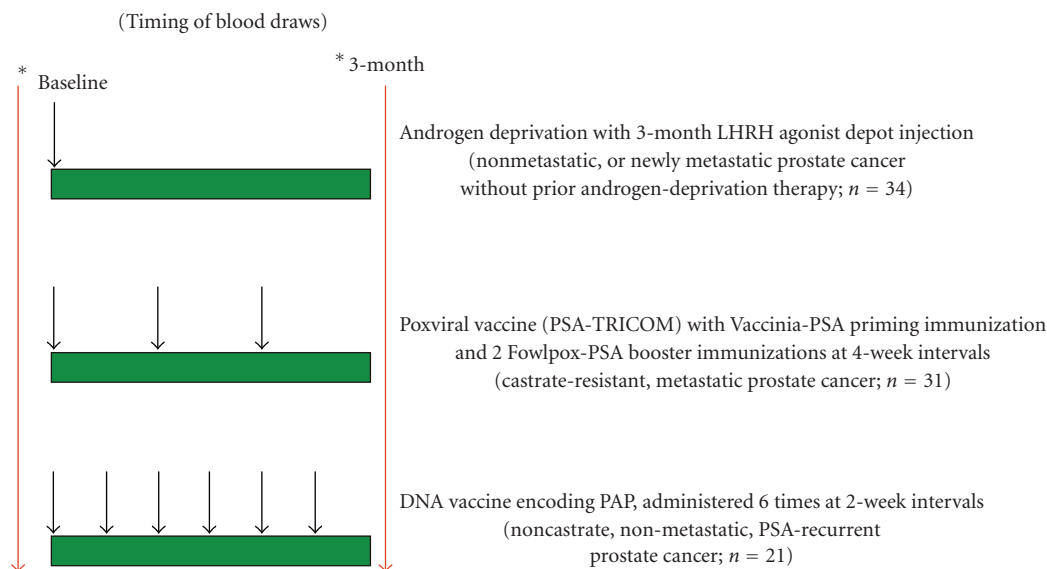 (Timing of blood draws)
* Baseline
* 3-month
Androgen deprivation with 3-month LHRH agonist depot injection
(nonmetastatic, or newly metastatic prostate cancer
without prior androgen-deprivation therapy; n = 34)
Poxviral vaccine (PSA-TRICOM) with Vaccinia-PSA priming immunization
and 2 Fowlpox-PSA booster immunizations at 4-week intervals
(castrate-resistant, metastatic prostate cancer; n = 31)
DNA vaccine encoding PAP, administered 6 times at 2-week intervals
(noncastrate, non-metastatic, PSA-recurrent
prostate cancer; n = 21)